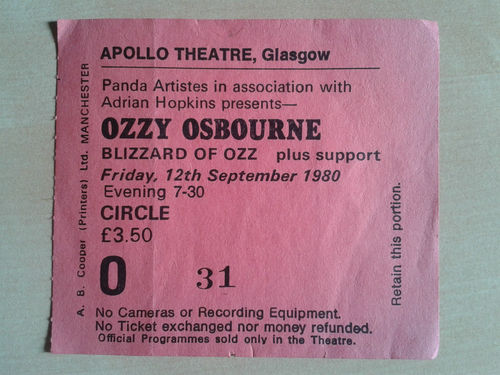 APOLLO THEATRE, Glasgow
Panda Artistes in association with
Adrian Hopkins presents—
OZZY OSBOURNE
BLIZZARD OF OZZ plus support
Friday, 12th September 1980
Evening 7-30
CIRCLE
£3.50
O 31
No Cameras or Recording Equipment.
No Ticket exchanged nor money refunded.
Official Programmes sold only in the Theatre.
A. B. Cooper (Printers) Ltd. MANCHESTER
Retain this portion.